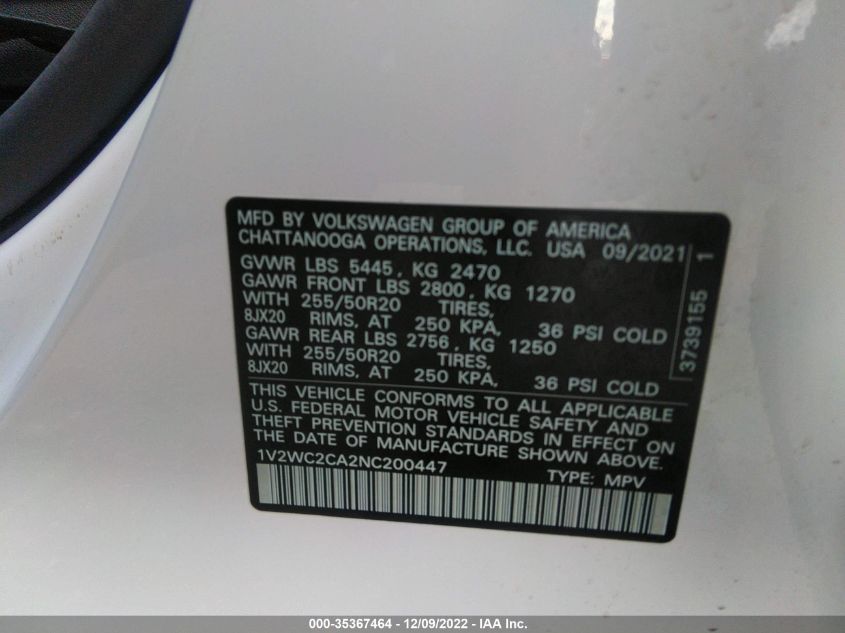 MFD BY VOLKSWAGEN GROUP OF AMERICA
CHATTANOOGA OPERATIONS, LLC. USA 09/2021
GVWR LBS 5445, KG 2470
GAWR FRONT LBS 2800, KG 1270
WITH 255/50R20 TIRES,
8JX20 RIMS, AT 250 KPA, 36 PSI COLD
GAWR REAR LBS 2756, KG 1250
WITH 255/50R20 TIRES,
8JX20 RIMS, AT 250 KPA, 36 PSI COLD
THIS VEHICLE CONFORMS TO ALL APPLICABLE
U.S. FEDERAL MOTOR VEHICLE SAFETY AND
THEFT PREVENTION STANDARDS IN EFFECT ON
THE DATE OF MANUFACTURE SHOWN ABOVE.
1V2WC2CA2NC200447 TYPE: MPV
3739155 1
000-35367464 - 12/09/2022 - IAA Inc.